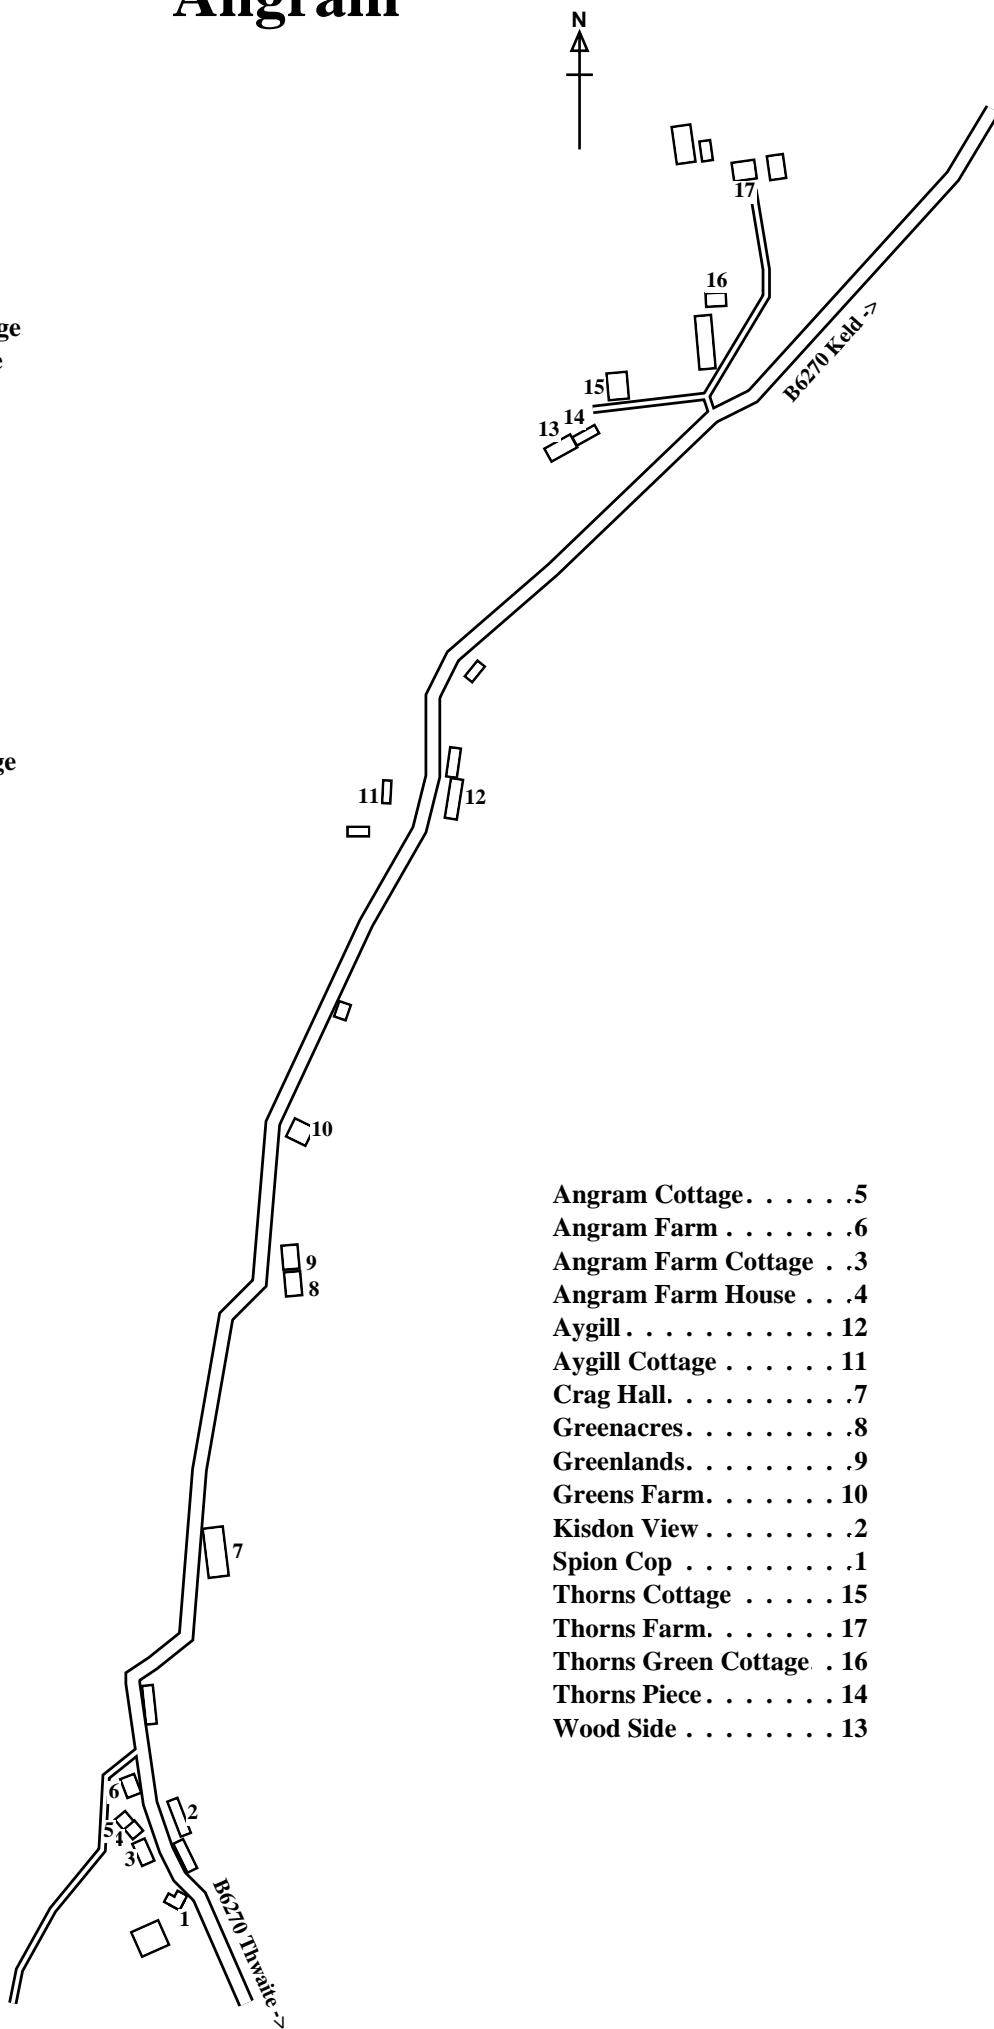 Angram
N
17
16
ge
e
B6270 Keld ->
15
14
13
ge
11
12
10
9
8
Angram Cottage. . . . . .5
Angram Farm . . . . . . .6
Angram Farm Cottage . .3
Angram Farm House . . .4
Aygill . . . . . . . . . . . 12
Aygill Cottage . . . . . . 11
Crag Hall. . . . . . . . . .7
Greenacres. . . . . . . . .8
Greenlands. . . . . . . . .9
Greens Farm. . . . . . . 10
Kisdon View . . . . . . . .2
Spion Cop . . . . . . . . .1
Thorns Cottage . . . . . 15
Thorns Farm. . . . . . . 17
Thorns Green Cottage. . 16
Thorns Piece . . . . . . . 14
Wood Side . . . . . . . . 13
7
6
2
5
4
3
1
B6270 Thwaite ->